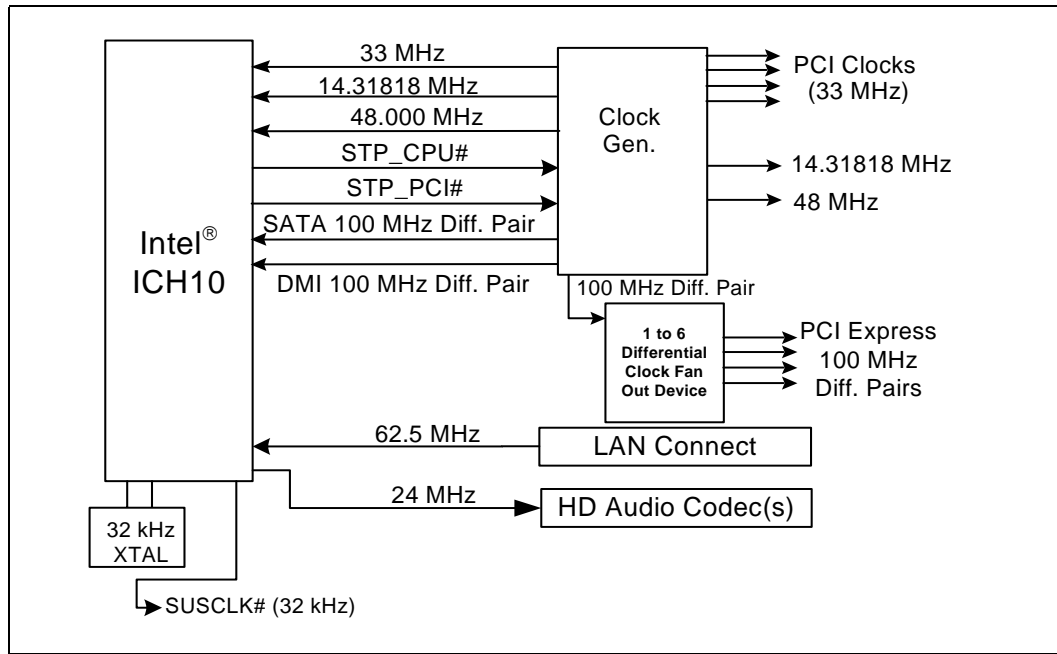 33 MHz
14.31818 MHz
48.000 MHz
STP_CPU#
STP_PCI#
SATA 100 MHz Diff. Pair
DMI 100 MHz Diff. Pair
Intel®
ICH10
Clock
Gen.
PCI Clocks
(33 MHz)
14.31818 MHz
48 MHz
100 MHz Diff. Pair
1 to 6
Differential
Clock Fan
Out Device
PCI Express
100 MHz
Diff. Pairs
62.5 MHz
LAN Connect
24 MHz
HD Audio Codec(s)
32 kHz
XTAL
SUSCLK# (32 kHz)